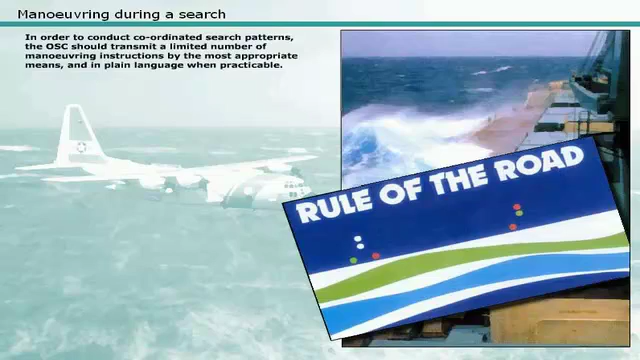 Manoeuvring during a search
In order to conduct co-ordinated search patterns,
the OSC should transmit a limited number of
manoeuvring instructions by the most appropriate
means, and in plain language when practicable.
RULE OF THE ROAD